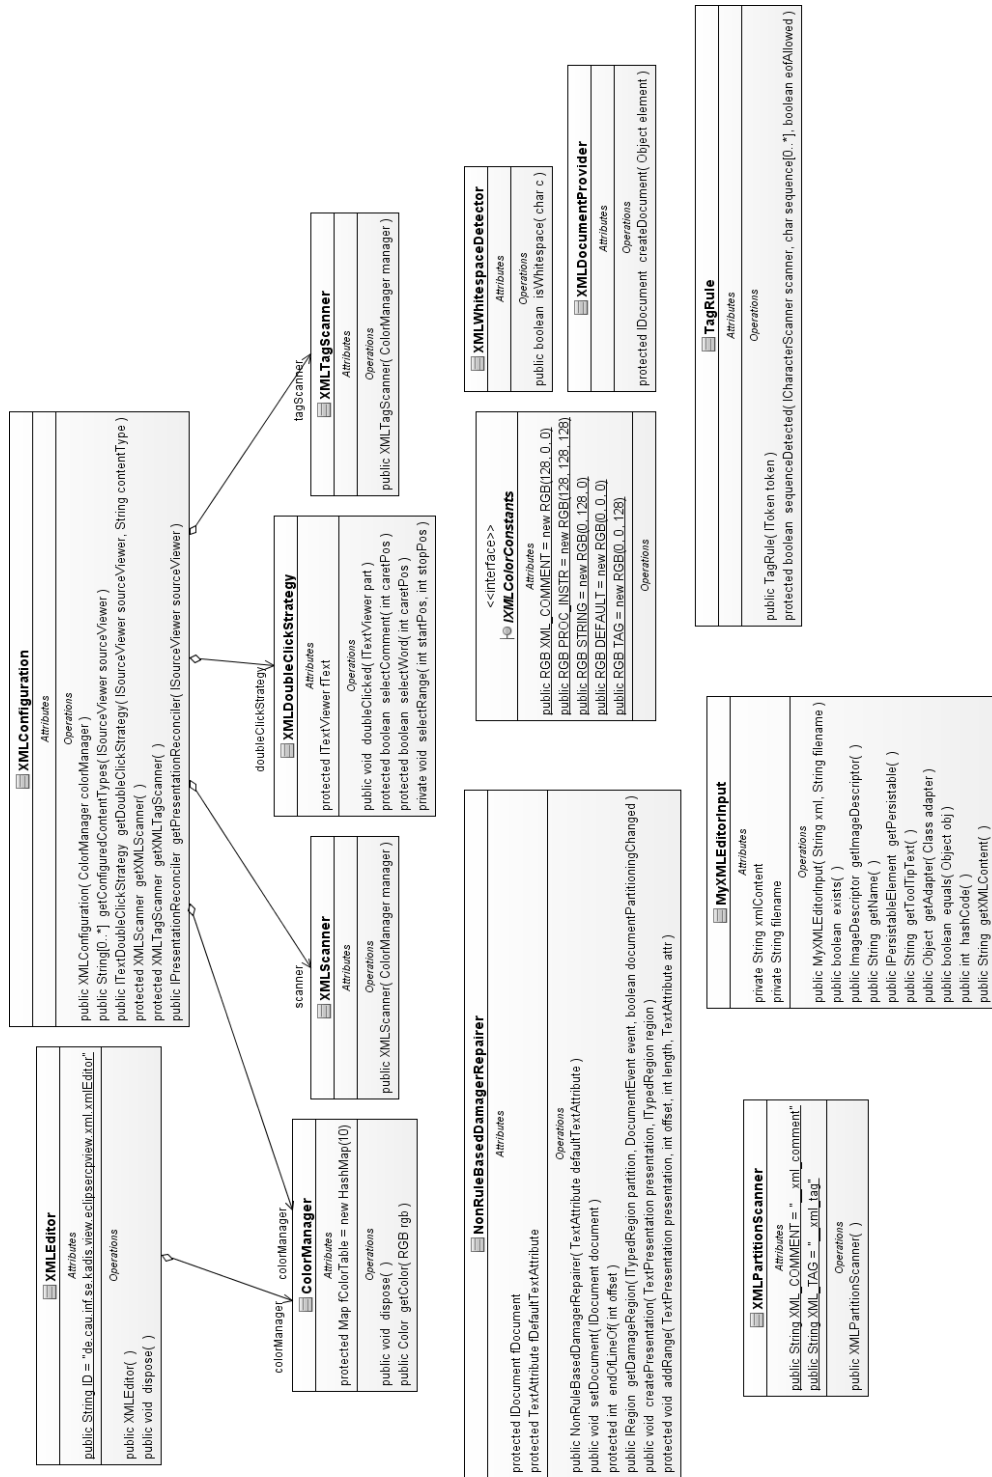 XMLEditor
Attributes
public String ID = "de.cau.inf.se.kadis.view.eclipsercpview.xml.xmlEditor"
Operations
public XMLEditor( )
public void dispose( )
XMLConfiguration
Attributes
Operations
public XMLConfiguration( ColorManager colorManager )
public String[0..*] getConfiguredContentTypes( ISourceViewer sourceViewer )
public ITextDoubleClickStrategy getDoubleClickStrategy( ISourceViewer sourceViewer, String contentType )
protected XMLScanner getXMLScanner( )
protected XMLTagScanner getXMLTagScanner( )
public IPresentationReconciler getPresentationReconciler( ISourceViewer sourceViewer )
colorManager
colorManager
scanner
doubleClickStrategy
tagScanner
ColorManager
Attributes
protected Map fColorTable = new HashMap(10)
Operations
public void dispose( )
public Color getColor( RGB rgb )
XMLScanner
Attributes
Operations
public XMLScanner( ColorManager manager )
XMLDoubleClickStrategy
Attributes
protected ITextViewer fText
Operations
public void doubleClicked( ITextViewer part )
protected boolean selectComment( int caretPos )
protected boolean selectWord( int caretPos )
private void selectRange( int startPos, int stopPos )
XMLTagScanner
Attributes
Operations
public XMLTagScanner( ColorManager manager )
NonRuleBasedDamagerRepairer
Attributes
protected IDocument fDocument
protected TextAttribute fDefaultTextAttribute
Operations
public NonRuleBasedDamagerRepairer( TextAttribute defaultTextAttribute )
public void setDocument( IDocument document )
protected int endOfLineOf( int offset )
public IRegion getDamageRegion( ITypedRegion partition, DocumentEvent event, boolean documentPartitioningChanged )
public void createPresentation( TextPresentation presentation, ITypedRegion region )
protected void addRange( TextPresentation presentation, int offset, int length, TextAttribute attr )
<<interface>>
IXMLColorConstants
Attributes
public RGB XML_COMMENT = new RGB(128, 0, 0)
public RGB PROC_INSTR = new RGB(128, 128, 128)
public RGB STRING = new RGB(0, 128, 0)
public RGB DEFAULT = new RGB(0, 0, 0)
public RGB TAG = new RGB(0, 0, 128)
Operations
XMLWhitespaceDetector
Attributes
Operations
public boolean isWhitespace( char c )
XMLDocumentProvider
Attributes
Operations
protected IDocument createDocument( Object element )
XMLPartitionScanner
Attributes
public String XML_COMMENT = "__xml_comment"
public String XML_TAG = "__xml_tag"
Operations
public XMLPartitionScanner( )
MyXMLEditorInput
Attributes
private String xmlContent
private String filename
Operations
public MyXMLEditorInput( String xml, String filename )
public boolean exists( )
public ImageDescriptor getImageDescriptor( )
public String getName( )
public IPersistableElement getPersistable( )
public String getToolTipText( )
public Object getAdapter( Class adapter )
public boolean equals( Object obj )
public int hashCode( )
public String getXMLContent( )
TagRule
Attributes
Operations
public TagRule( IToken token )
protected boolean sequenceDetected( ICharacterScanner scanner, char sequence[0..*], boolean eofAllowed )